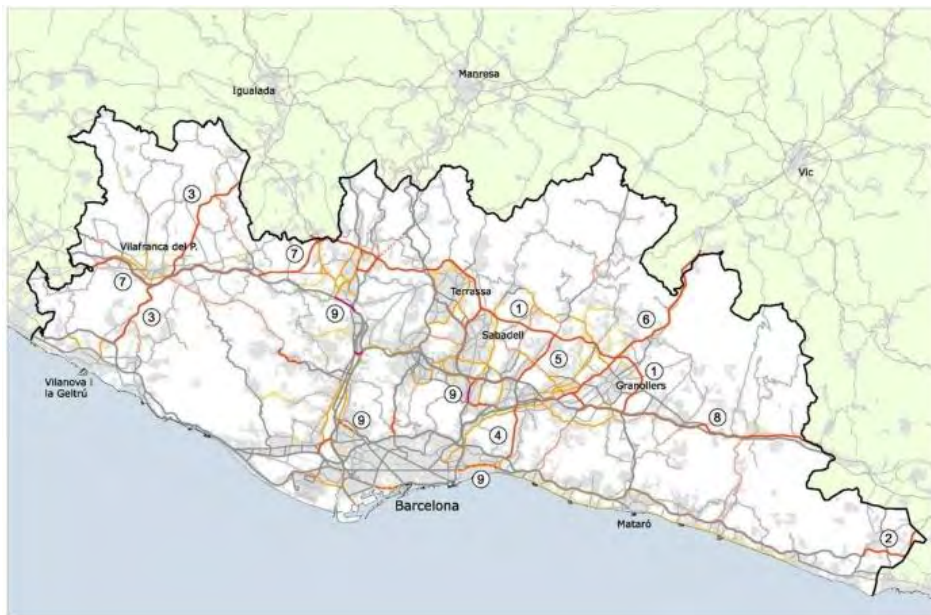 Manresa
Igualada
Vic
3
Vilafranca del P.
7
7
Terrassa
9
1
6
3
Sabadell
5
1
Granollers
Vilanova i
la Geltrú
9
9
8
4
9
Barcelona
Mataró
2